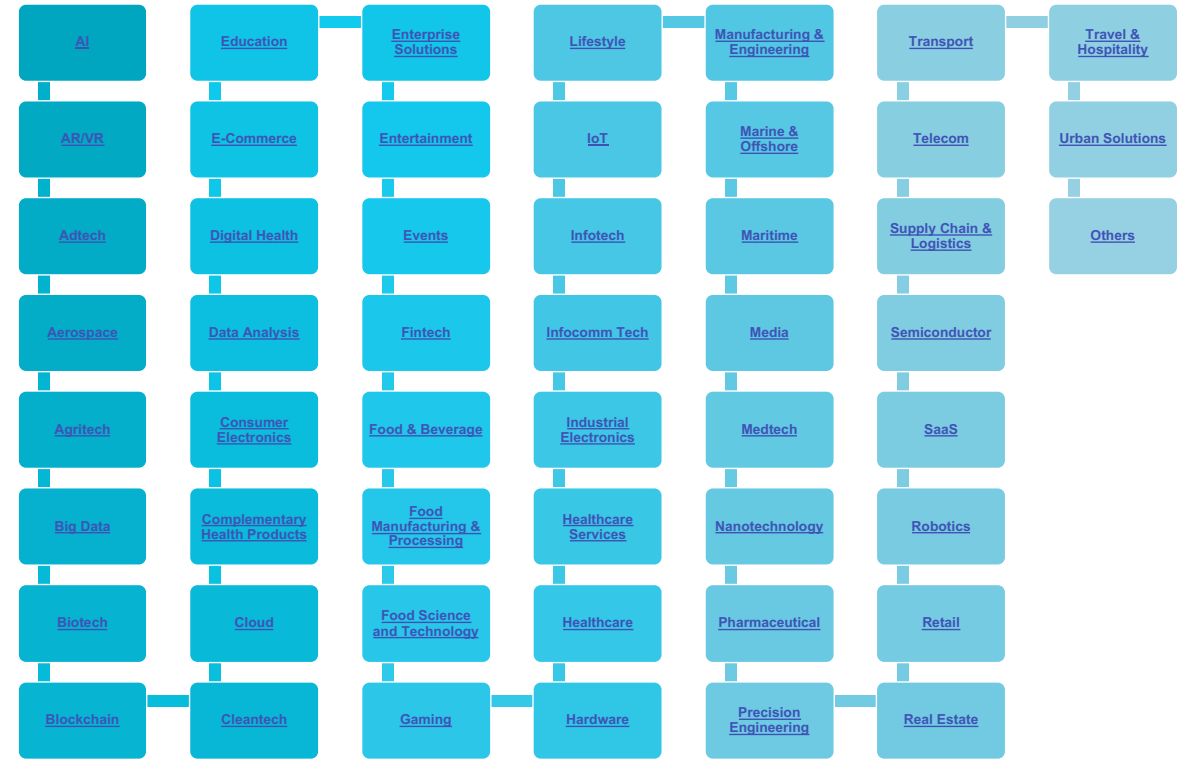 AI
AR/VR
Adtech
Aerospace
Agritech
Big Data
Biotech
Blockchain
Cleantech
Cloud
Complementary
Health Products
Consumer
Electronics
Data Analysis
Digital Health
E-Commerce
Education
Enterprise
Solutions
Entertainment
Events
Fintech
Food & Beverage
Food
Manufacturing &
Processing
Food Science
and Technology
Gaming
Hardware
Healthcare
Healthcare
Services
Industrial
Electronics
Infocomm Tech
Infotech
IoT
Lifestyle
Manufacturing &
Engineering
Marine &
Offshore
Maritime
Media
Medtech
Nanotechnology
Pharmaceutical
Precision
Engineering
Real Estate
Retail
Robotics
SaaS
Semiconductor
Supply Chain &
Logistics
Telecom
Transport
Travel &
Hospitality
Urban Solutions
Others